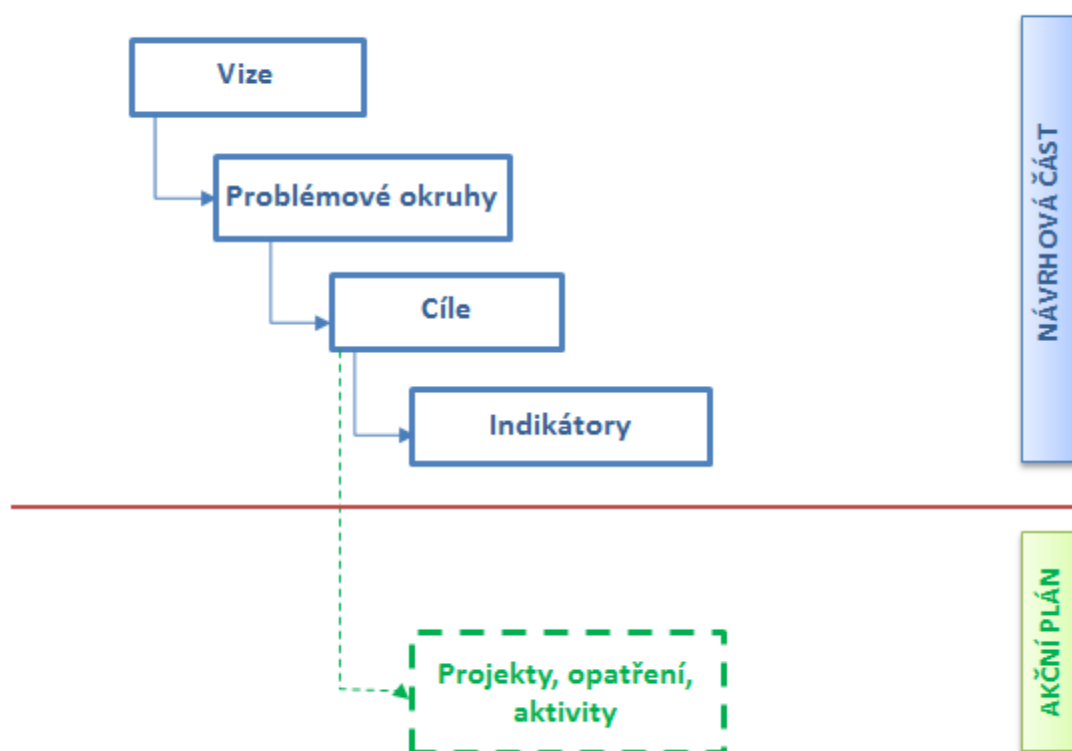 Vize
Problémové okruhy
Cíle
Indikátory
NÁVRHOVÁ ČÁST
Projekty, opatření,
aktivity
AKČNÍ PLÁN